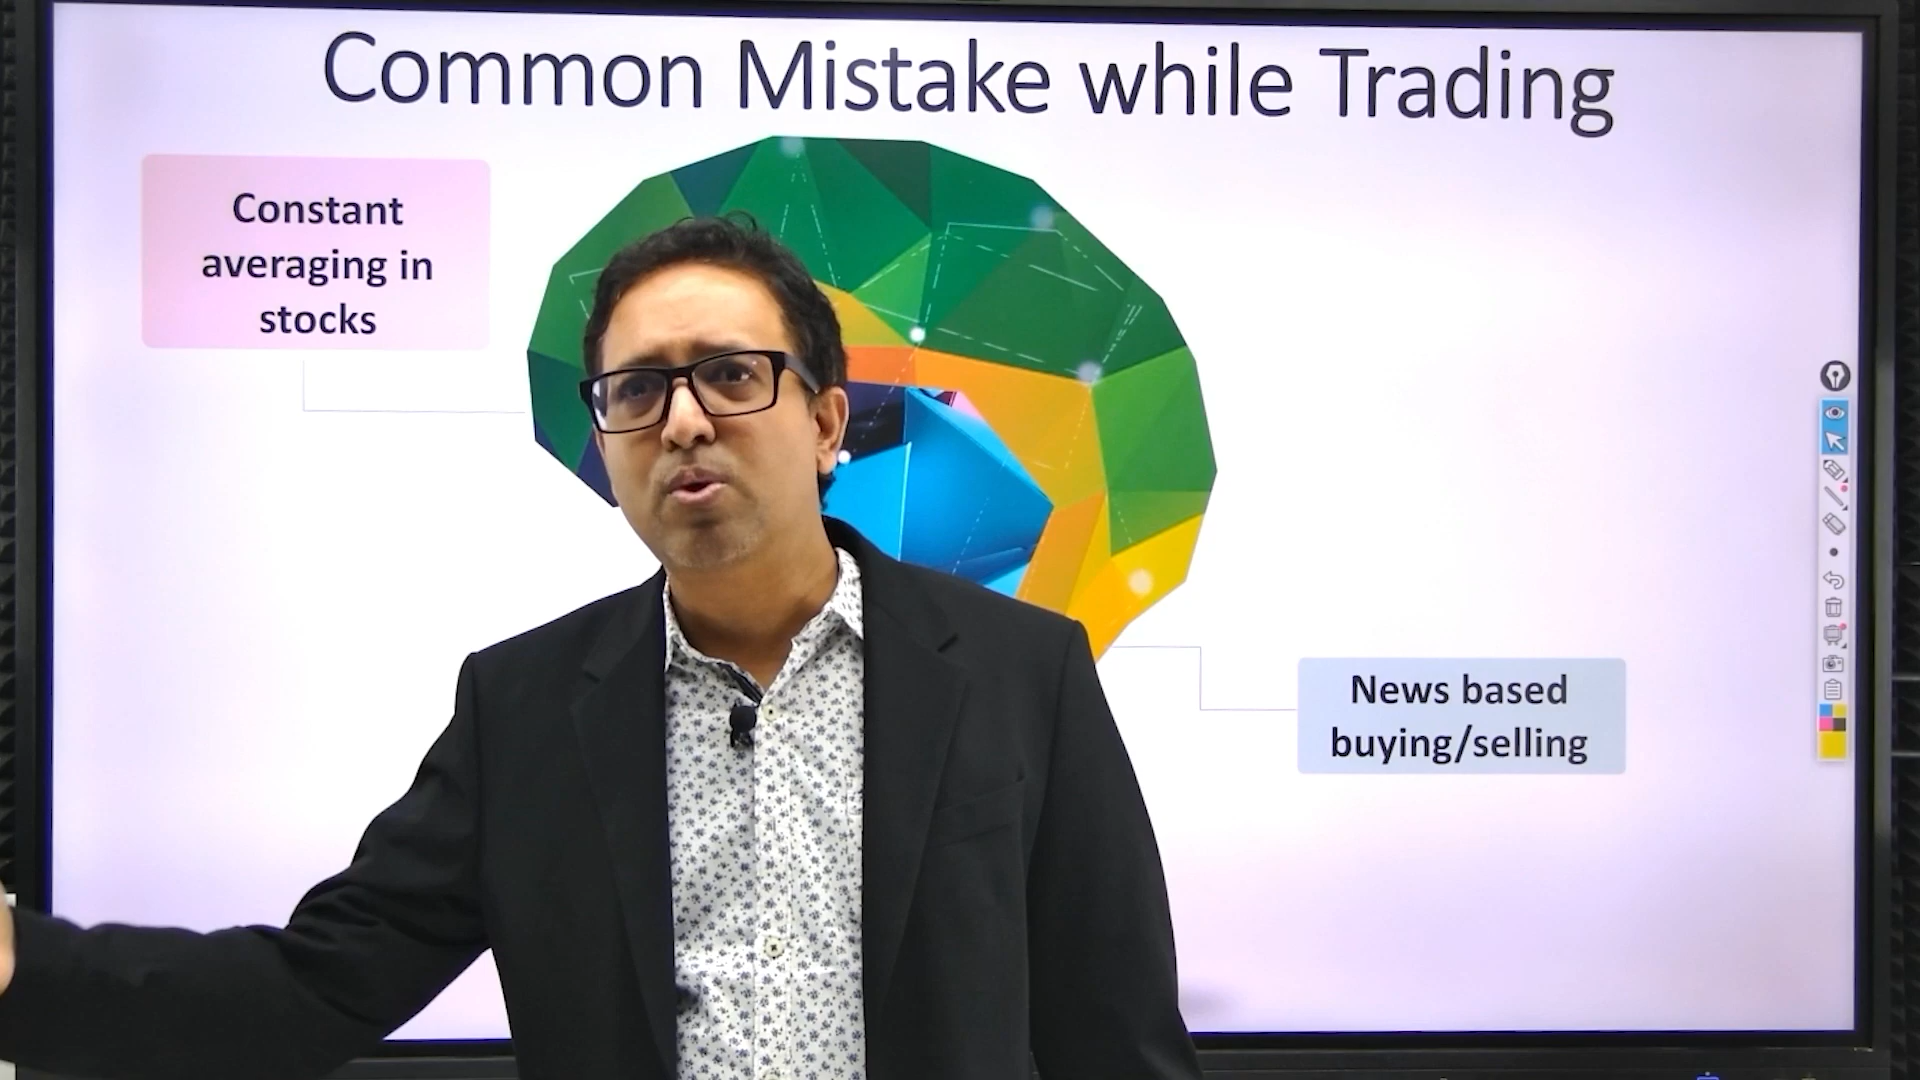 Common Mistake while Trading
Constant
averaging in
stocks
News based
buying/selling